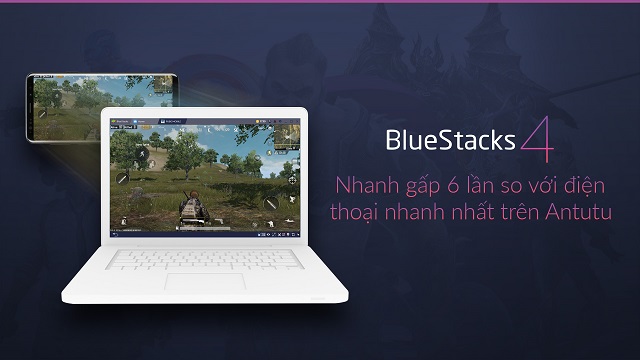 BlueStacks 4
Nhanh gấp 6 lần so với điện
thoại nhanh nhất trên Antutu